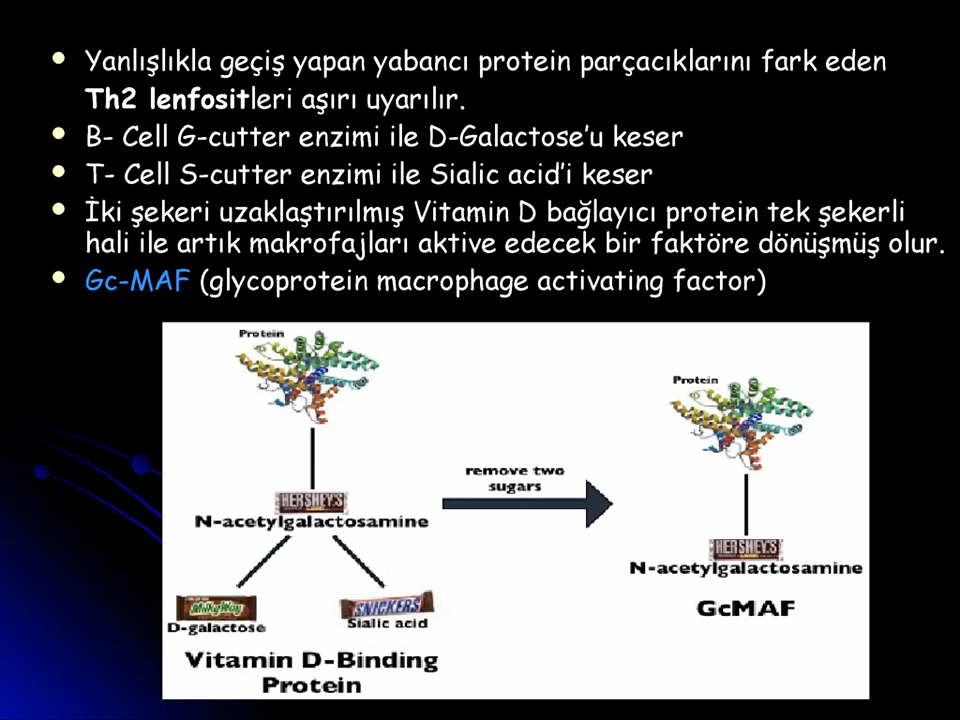 • Yanlışlıkla geçiş yapan yabancı protein parçacıklarını fark eden
Th2 lenfositleri aşırı uyarılır.
• B- Cell G-cutter enzimi ile D-Galactose’u keser
• T- Cell S-cutter enzimi ile Sialic acid’i keser
• İki şekeri uzaklaştırılmış Vitamin D bağlayıcı protein tek şekerli
hali ile artık makrofajları aktive edecek bir faktöre dönüşmüş olur.
• Gc-MAF (glycoprotein macrophage activating factor)
Protein
HERSHEY'S
N-acetylgalactosamine
MilkyWay
D-galactose
SNICKERS
Sialic acid
Vitamin D-Binding
Protein
remove two
sugars
Protein
HERSHEY'S
N-acetylgalactosamine
GcMAF